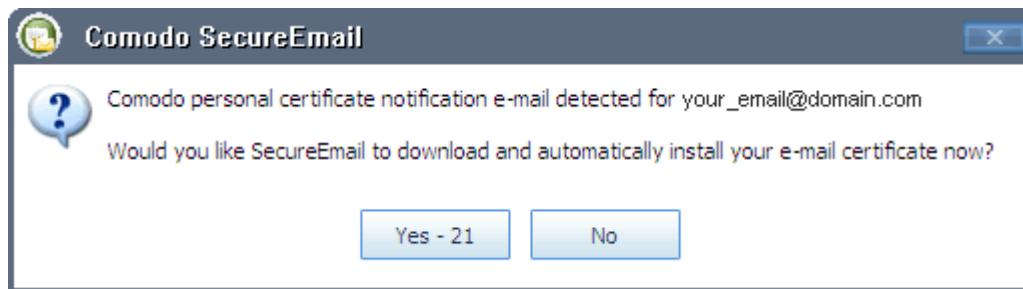 Comodo SecureEmail
Comodo personal certificate notification e-mail detected for your_email@domain.com
Would you like SecureEmail to download and automatically install your e-mail certificate now?
Yes - 21
No